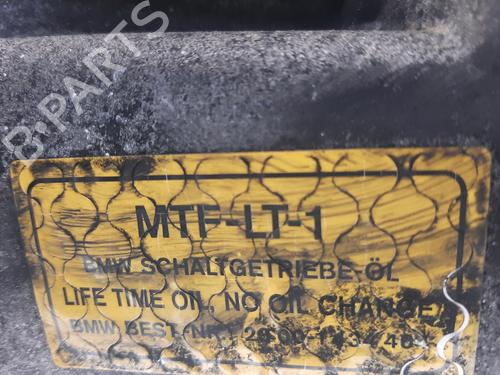 B-PARTS
MTF-LT-1
BMW SCHALTGETRIEBE-ÖL
LIFE TIME OIL, NO OIL CHANGE
BMW BEST-NR.: